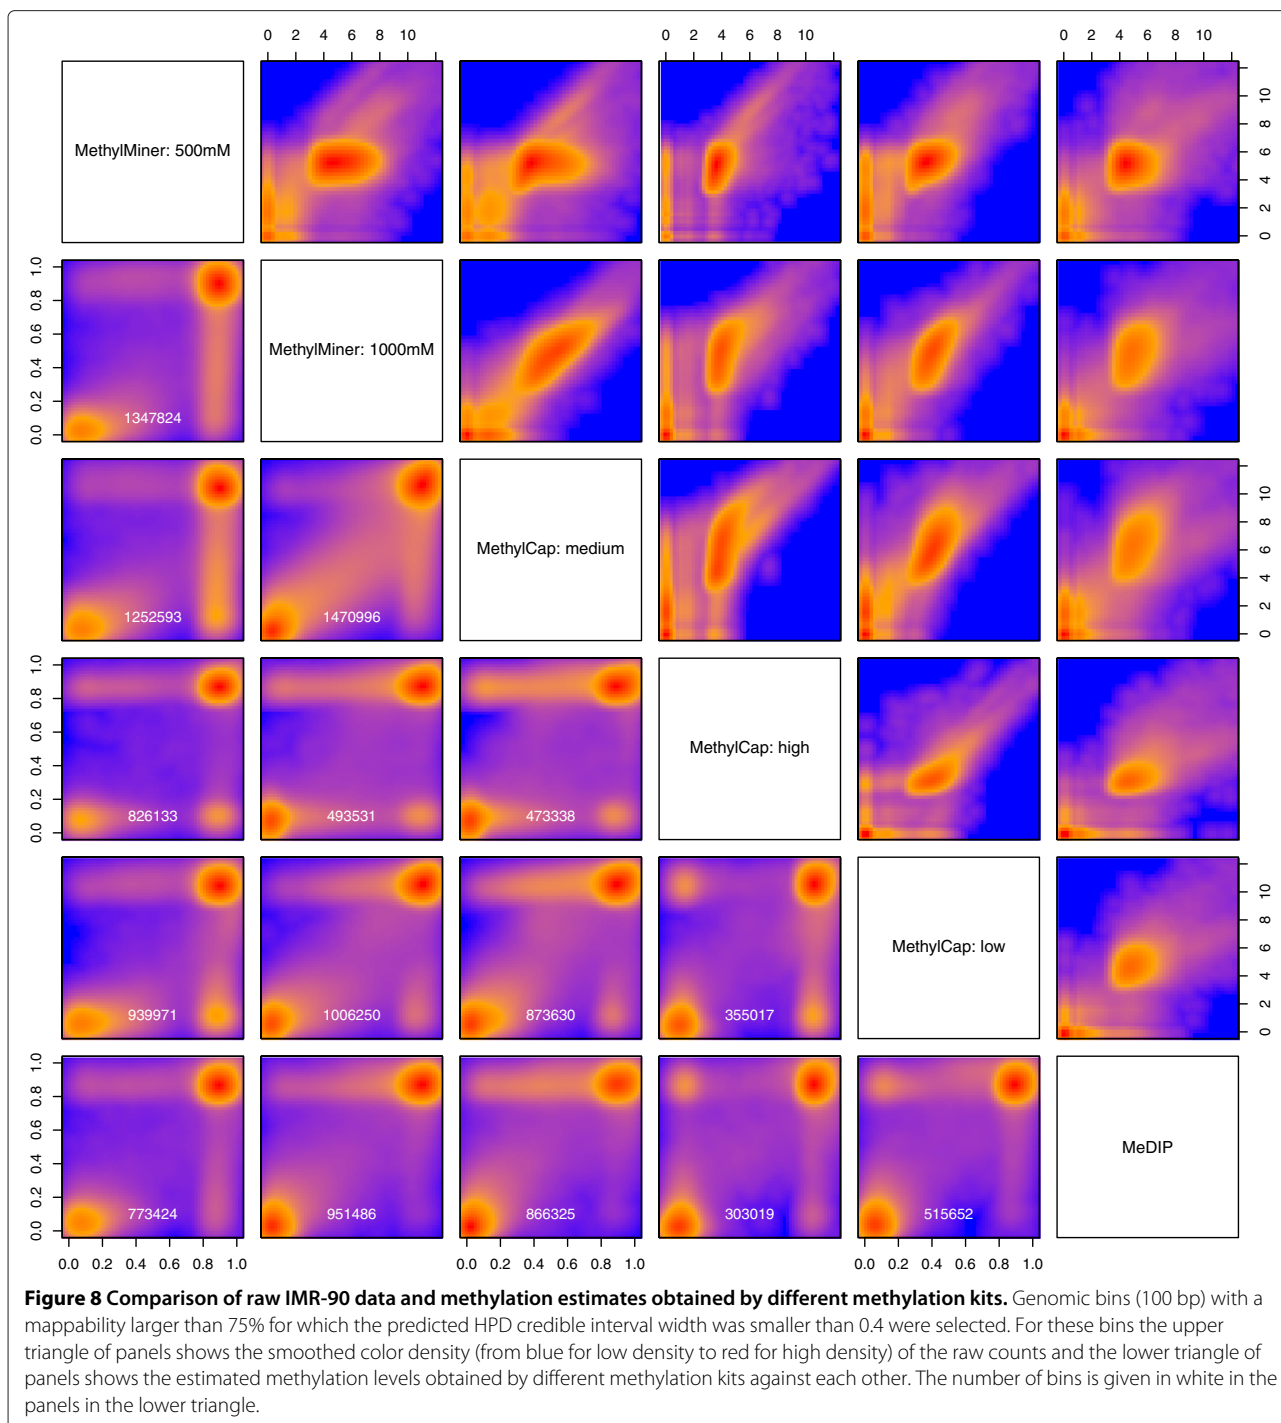 0 2 4 6 8 10 0 2 4 6 8 10 0 2 4 6 8 10
MethylMiner: 500mM
0 2 4 6 8 10
0.0 0.2 0.4 0.6 0.8 1.0
1347824
MethylMiner: 1000mM
1252593
1470996
MethylCap: medium
0 2 4 6 8 10
0.0 0.2 0.4 0.6 0.8 1.0
826133
493531
473338
MethylCap: high
939971
1006250
873630
355017
MethylCap: low
0 2 4 6 8 10
0.0 0.2 0.4 0.6 0.8 1.0
773424
951486
866325
303019
515652
MeDIP
0.0 0.2 0.4 0.6 0.8 1.0 0.0 0.2 0.4 0.6 0.8 1.0 0.0 0.2 0.4 0.6 0.8 1.0
Figure 8 Comparison of raw IMR-90 data and methylation estimates obtained by different methylation kits. Genomic bins (100 bp) with a
mappability larger than 75% for which the predicted HPD credible interval width was smaller than 0.4 were selected. For these bins the upper
triangle of panels shows the smoothed color density (from blue for low density to red for high density) of the raw counts and the lower triangle of
panels shows the estimated methylation levels obtained by different methylation kits against each other. The number of bins is given in white in the
panels in the lower triangle.